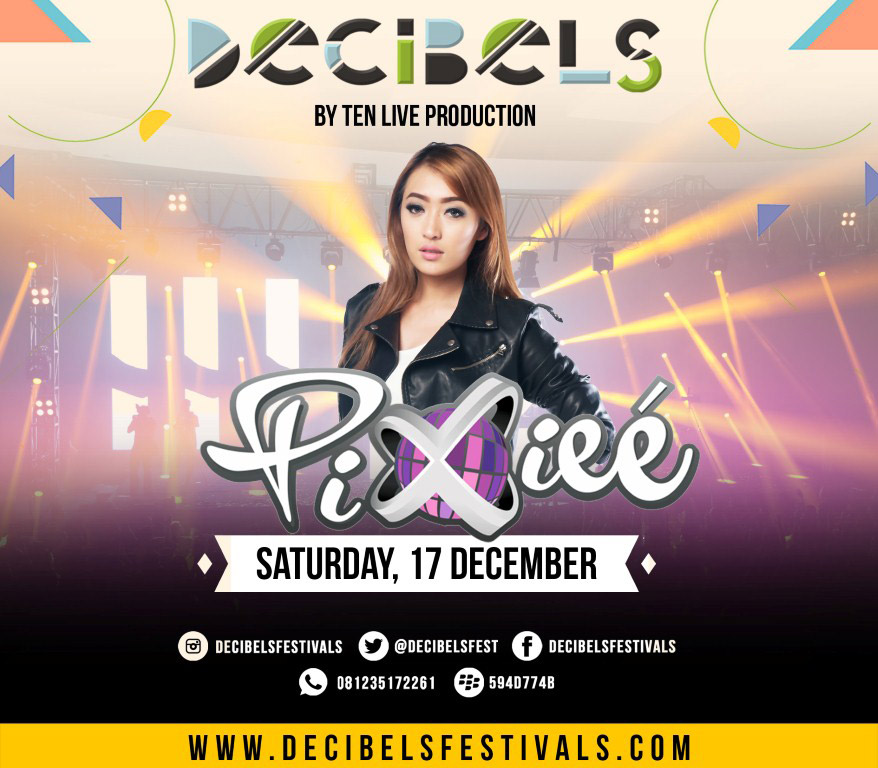 DECIBELS
BY TEN LIVE PRODUCTION
Pixieé
SATURDAY, 17 DECEMBER
DECIBELSFESTIVALS @DECIBELSFEST DECIBELSFESTIVALS
081235172261 594D774B
WWW.DECIBELSFESTIVALS.COM